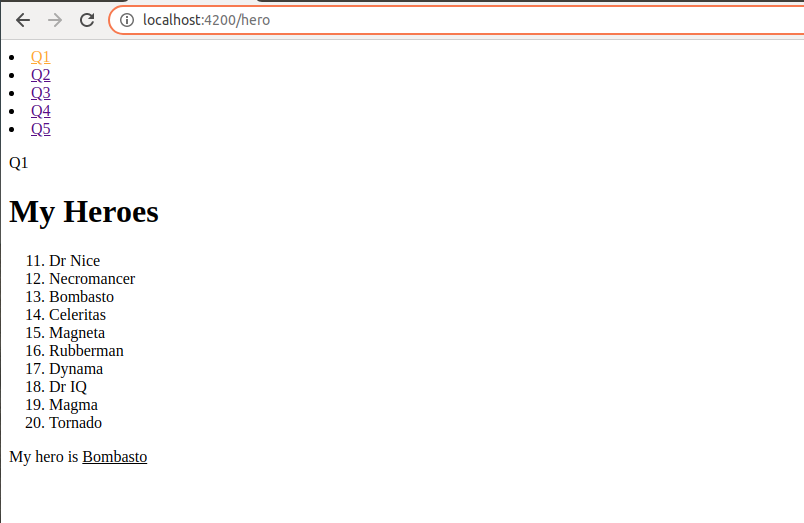 localhost:4200/hero
Q1
Q2
Q3
Q4
Q5
Q1
My Heroes
11. Dr Nice
12. Necromancer
13. Bombasto
14. Celeritas
15. Magneta
16. Rubberman
17. Dynama
18. Dr IQ
19. Magma
20. Tornado
My hero is Bombasto